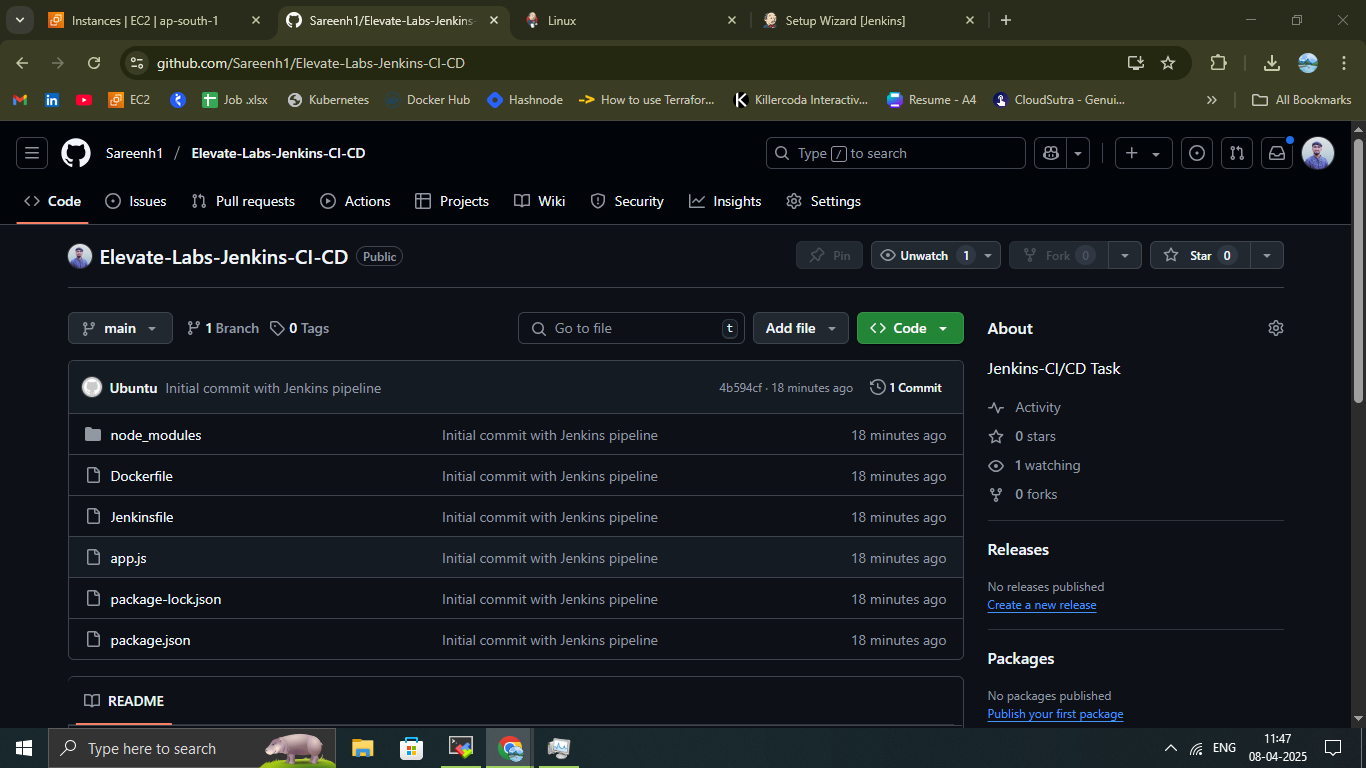 Instances | EC2 | ap-south-1
Sareenh1/Elevate-Labs-Jenkins-
Linux
Setup Wizard [Jenkins]
github.com/Sareenh1/Elevate-Labs-Jenkins-CI-CD
EC2
Job .xlsx
Kubernetes
Docker Hub
Hashnode
How to use Terrafor...
Killercoda Interactiv...
Resume - A4
CloudSutra - Genui...
All Bookmarks
Sareenh1 / Elevate-Labs-Jenkins-CI-CD
Type / to search
Code
Issues
Pull requests
Actions
Projects
Wiki
Security
Insights
Settings
Elevate-Labs-Jenkins-CI-CD Public
Pin
Unwatch 1
Fork 0
Star 0
main
1 Branch
0 Tags
Go to file t
Add file
Code
Ubuntu Initial commit with Jenkins pipeline 4b594cf · 18 minutes ago 1 Commit
node_modules Initial commit with Jenkins pipeline 18 minutes ago
Dockerfile Initial commit with Jenkins pipeline 18 minutes ago
Jenkinsfile Initial commit with Jenkins pipeline 18 minutes ago
app.js Initial commit with Jenkins pipeline 18 minutes ago
package-lock.json Initial commit with Jenkins pipeline 18 minutes ago
package.json Initial commit with Jenkins pipeline 18 minutes ago
README
About
Jenkins-CI/CD Task
Activity
0 stars
1 watching
0 forks
Releases
No releases published
Create a new release
Packages
No packages published
Publish your first package
Type here to search
ENG
11:47
08-04-2025